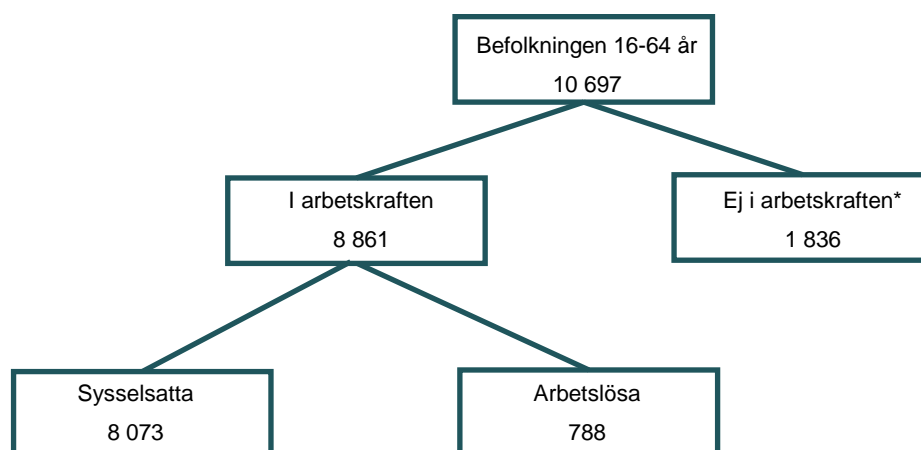 Befolkningen 16-64 år
10 697
I arbetskraften
8 861
Ej i arbetskraften*
1 836
Sysselsatta
8 073
Arbetslösa
788